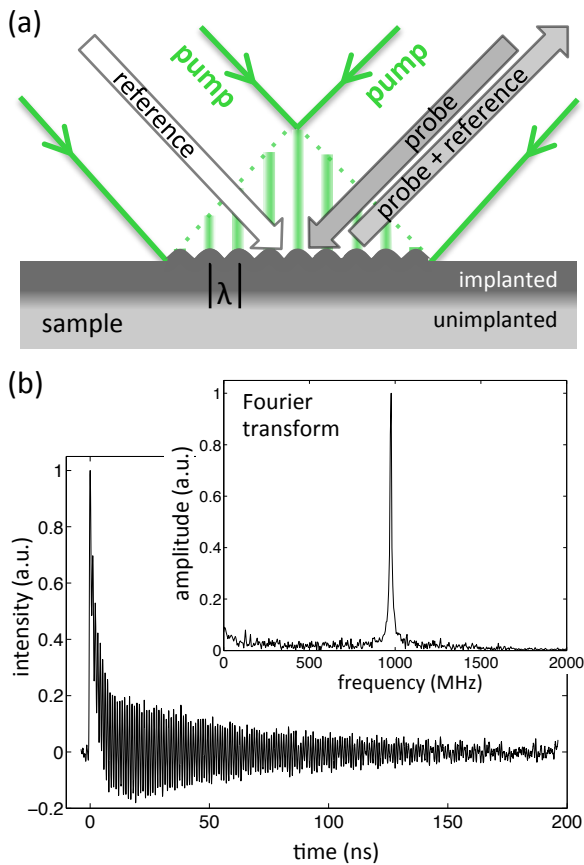 (a)
pump
pump
reference
probe
probe + reference
λ
implanted
sample
unimplanted
(b)
Fourier
transform
amplitude (a.u.)
1
0.8
0.6
0.4
0.2
0
0
500
1000
1500
2000
frequency (MHz)
intensity (a.u.)
1
0.8
0.6
0.4
0.2
0
−0.2
0
50
100
150
200
time (ns)